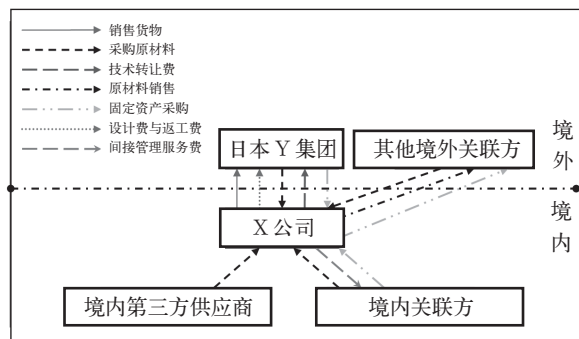 销售货物
采购原材料
技术转让费
原材料销售
固定资产采购
设计费与返工费
间接管理服务费
日本Y集团
其他境外关联方
境外
境内
X公司
境内第三方供应商
境内关联方